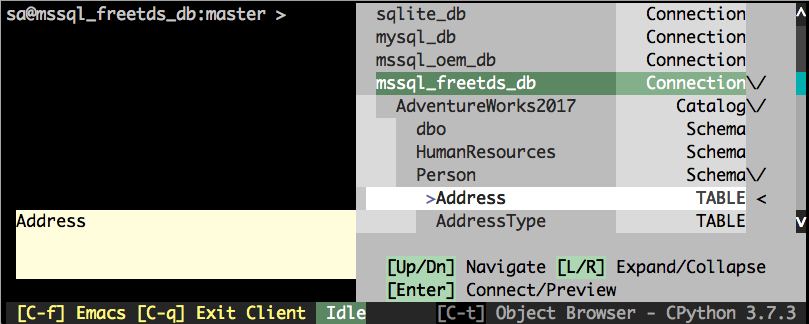 sa@mssql_freetds_db:master >
sqlite_db Connection ^
mysql_db Connection
mssql_oem_db Connection
mssql_freetds_db Connection\/
AdventureWorks2017 Catalog\/
dbo Schema
HumanResources Schema
Person Schema\/
>Address TABLE <
Address AddressType TABLE v
[Up/Dn] Navigate [L/R] Expand/Collapse
[Enter] Connect/Preview
[C-f] Emacs [C-q] Exit Client Idle [C-t] Object Browser - CPython 3.7.3